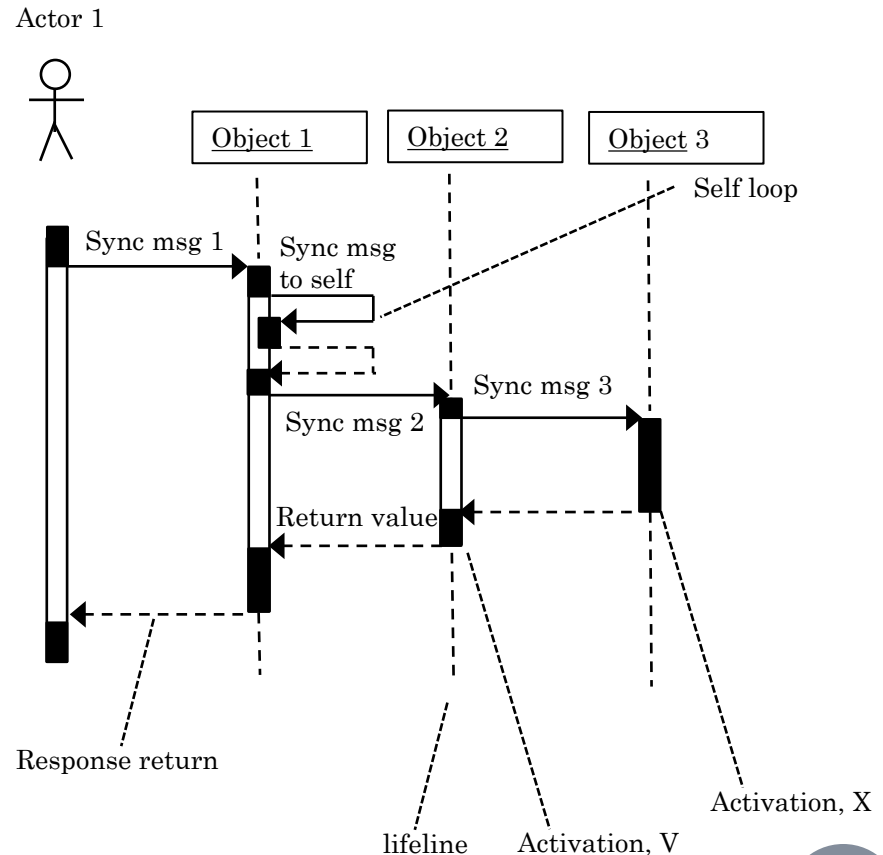 Actor 1
Object 1
Object 2
Object 3
Self loop
Sync msg 1
Sync msg
to self
Sync msg 3
Sync msg 2
Return value
Response return
Activation, X
lifeline
Activation, V